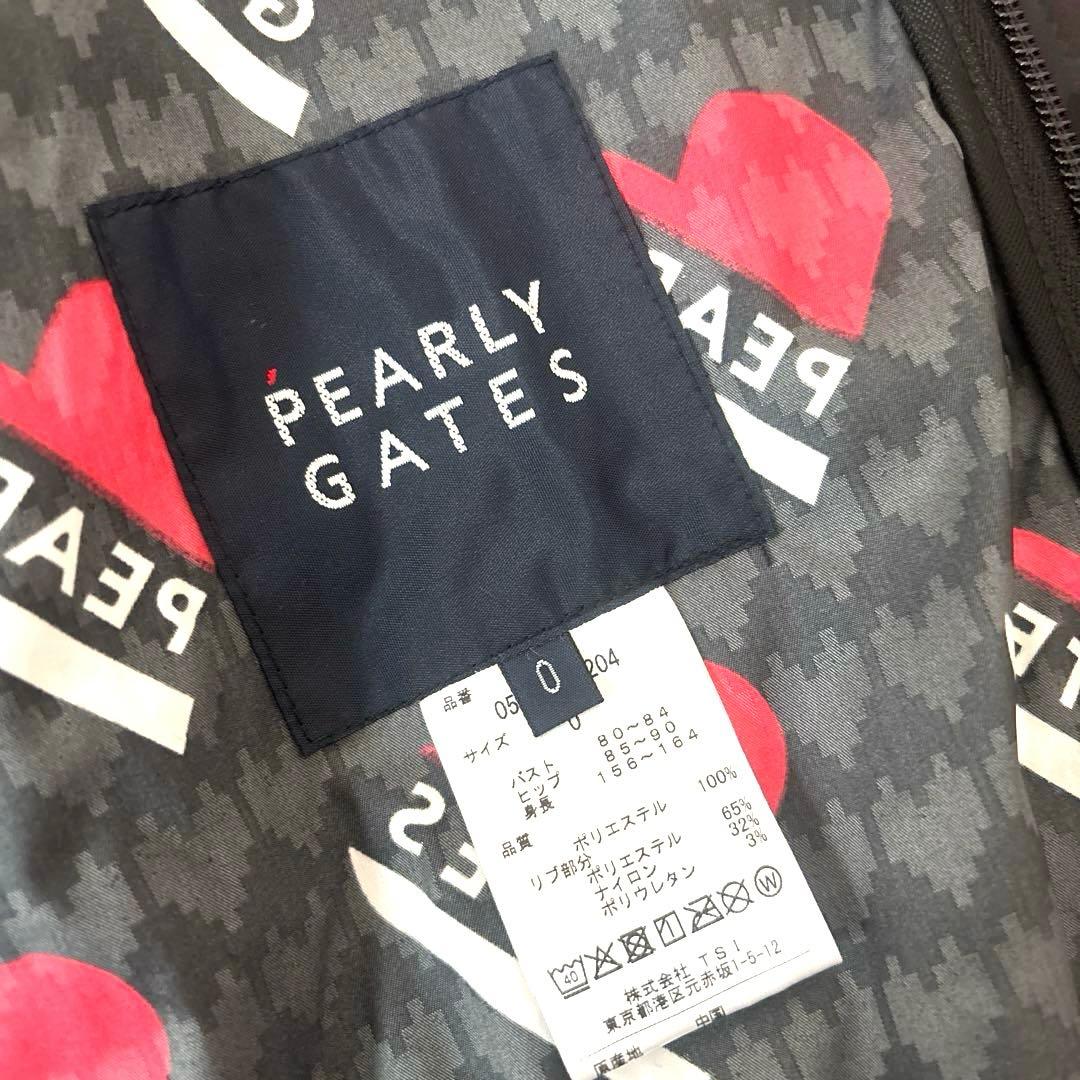 PEARLY
GATES
0
品番 05 204
サイズ 0
バスト 80～84
ヒップ 85～90
身長 156～164
品質 ポリエステル 100%
リブ部分
ポリエステル 65%
ナイロン 32%
ポリウレタン 3%
40
W
株式会社 TSI
東京都港区元赤坂1-5-12
原産地 中国
PEAR
PEAR